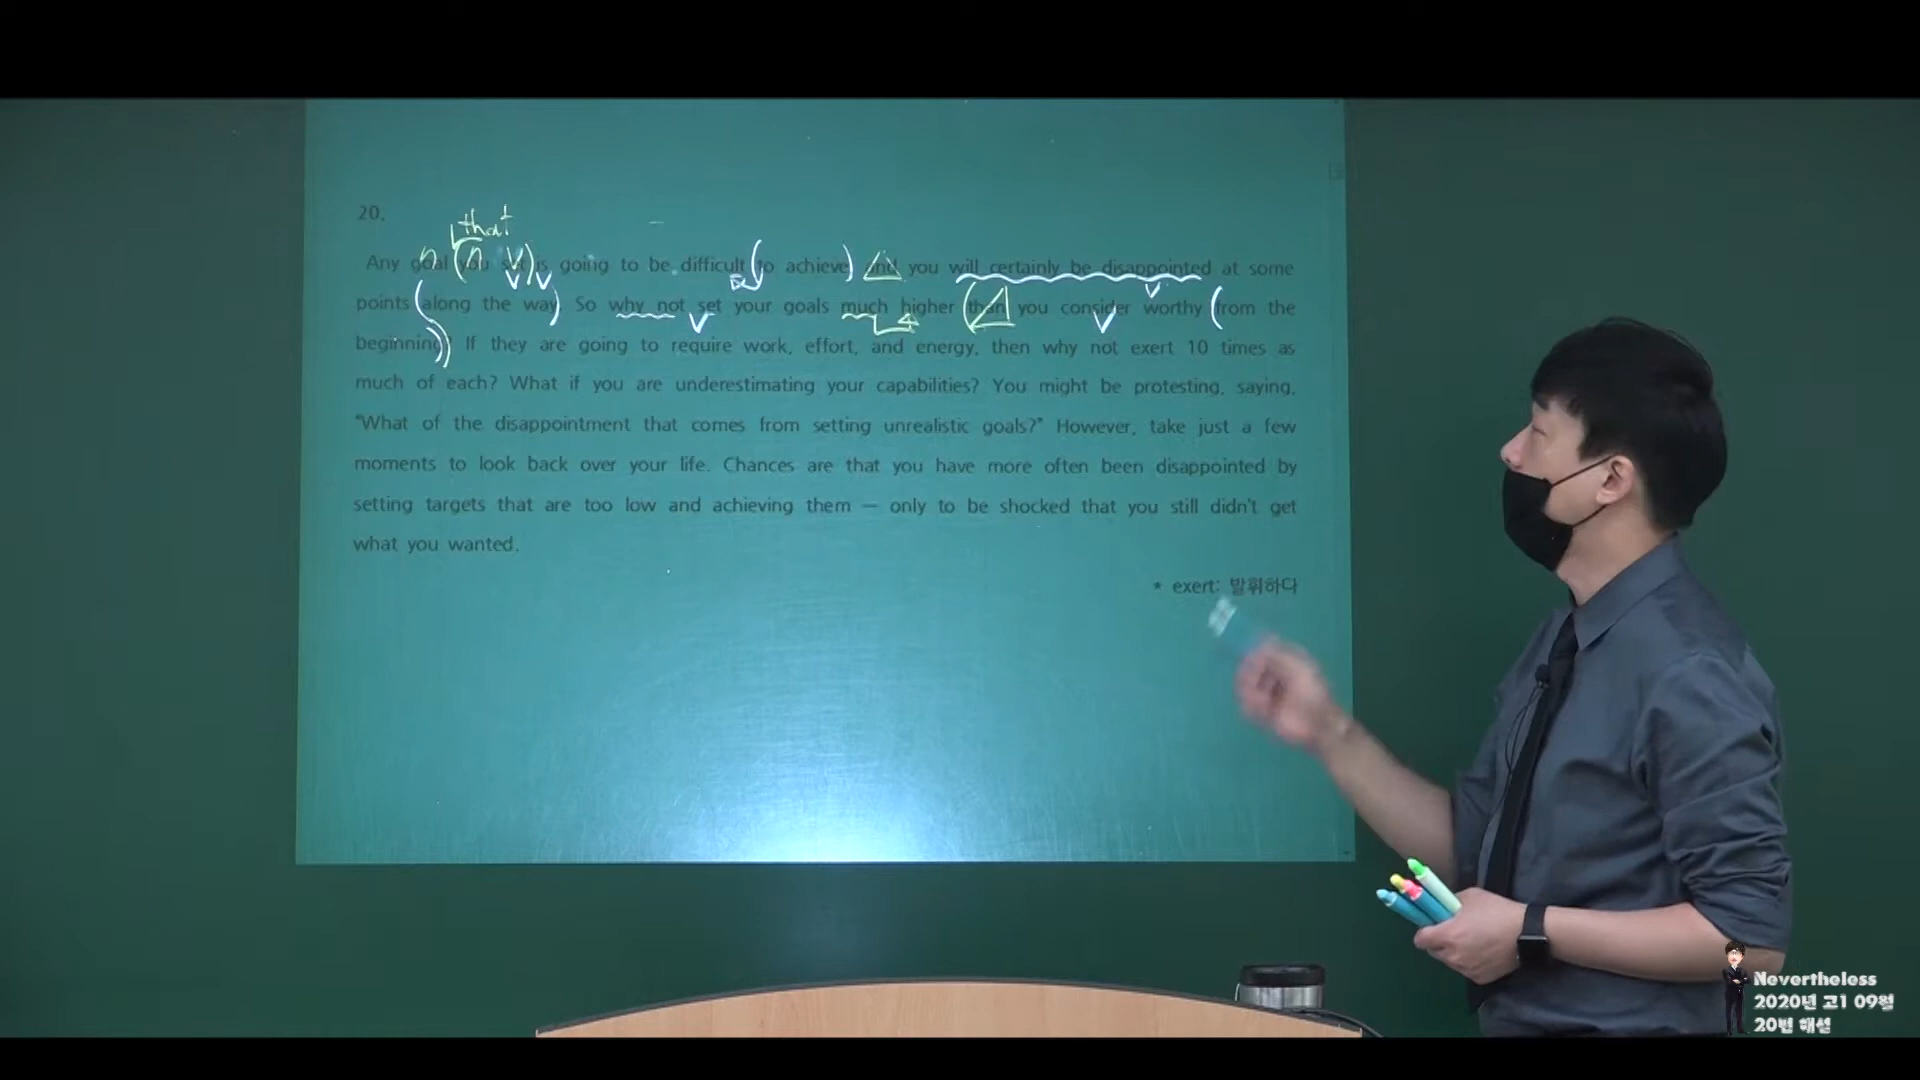 20.
that
n (n v) v
Any goal you set is going to be difficult to achieve, and you will certainly be disappointed at some
points along the way. So why not set your goals much higher than you consider worthy from the
beginning? If they are going to require work, effort, and energy, then why not exert 10 times as
much of each? What if you are underestimating your capabilities? You might be protesting, saying,
"What of the disappointment that comes from setting unrealistic goals?" However, take just a few
moments to look back over your life. Chances are that you have more often been disappointed by
setting targets that are too low and achieving them — only to be shocked that you still didn't get
what you wanted.
* exert: 발휘하다
Nevertheless
2020년 고1 09월
20번 해설